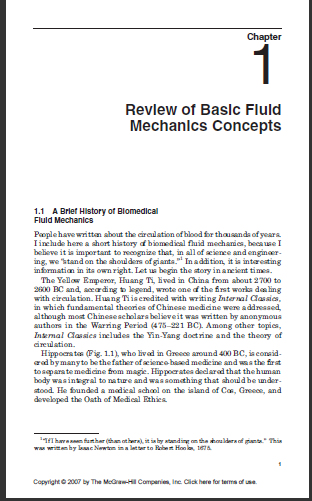 Chapter
1
Review of Basic Fluid
Mechanics Concepts
1.1 A Brief History of Biomedical
Fluid Mechanics
People have written about the circulation of blood for thousands of years.
I include here a short history of biomedical fluid mechanics, because I
believe it is important to recognize that, in all of science and engineer-
ing, we "stand on the shoulders of giants."1 In addition, it is interesting
information in its own right. Let us begin the story in ancient times.
The Yellow Emperor, Huang Ti, lived in China from about 2700 to
2600 BC and, according to legend, wrote one of the first works dealing
with circulation. Huang Ti is credited with writing Internal Classics,
in which fundamental theories of Chinese medicine were addressed,
although most Chinese scholars believe it was written by anonymous
authors in the Warring Period (475–221 BC). Among other topics,
Internal Classics includes the Yin-Yang doctrine and the theory of
circulation.
Hippocrates (Fig. 1.1), who lived in Greece around 400 BC, is consid-
ered by many to be the father of science-based medicine and was the first
to separate medicine from magic. Hippocrates declared that the human
body was integral to nature and was something that should be under-
stood. He founded a medical school on the island of Cos, Greece, and
developed the Oath of Medical Ethics.
1"If I have seen further (than others), it is by standing on the shoulders of giants." This
was written by Isaac Newton in a letter to Robert Hooke, 1675.
1
Copyright © 2007 by The McGraw-Hill Companies, Inc. Click here for terms of use.